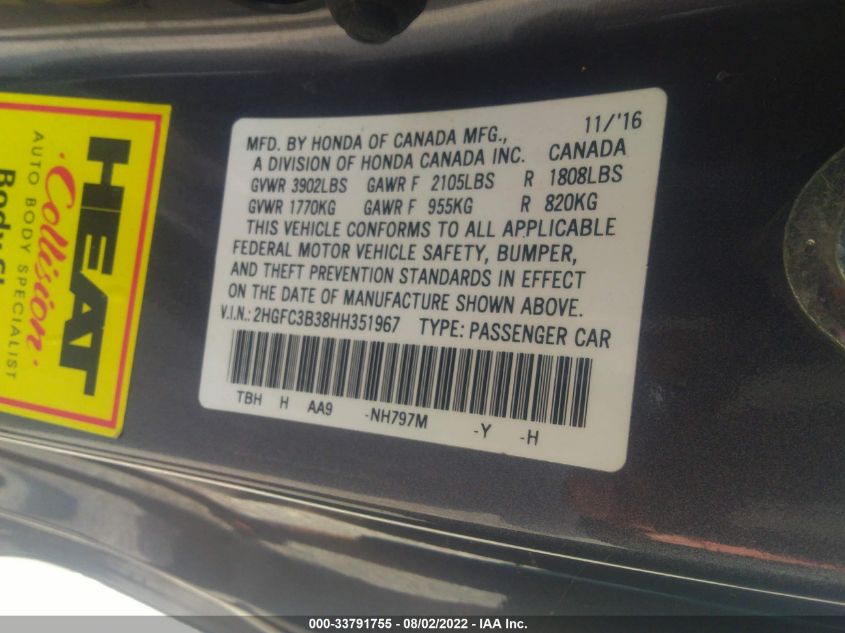 MFD. BY HONDA OF CANADA MFG., 11/'16
A DIVISION OF HONDA CANADA INC. CANADA
GVWR 3902LBS GAWR F 2105LBS R 1808LBS
GVWR 1770KG GAWR F 955KG R 820KG
THIS VEHICLE CONFORMS TO ALL APPLICABLE
FEDERAL MOTOR VEHICLE SAFETY, BUMPER,
AND THEFT PREVENTION STANDARDS IN EFFECT
ON THE DATE OF MANUFACTURE SHOWN ABOVE.
V.I.N.: 2HGFC3B38HH351967 TYPE: PASSENGER CAR
TBH H AA9 -NH797M -Y -H
HEAT
Collision
AUTO BODY SPECIALIST
Body
000-33791755 - 08/02/2022 - IAA Inc.